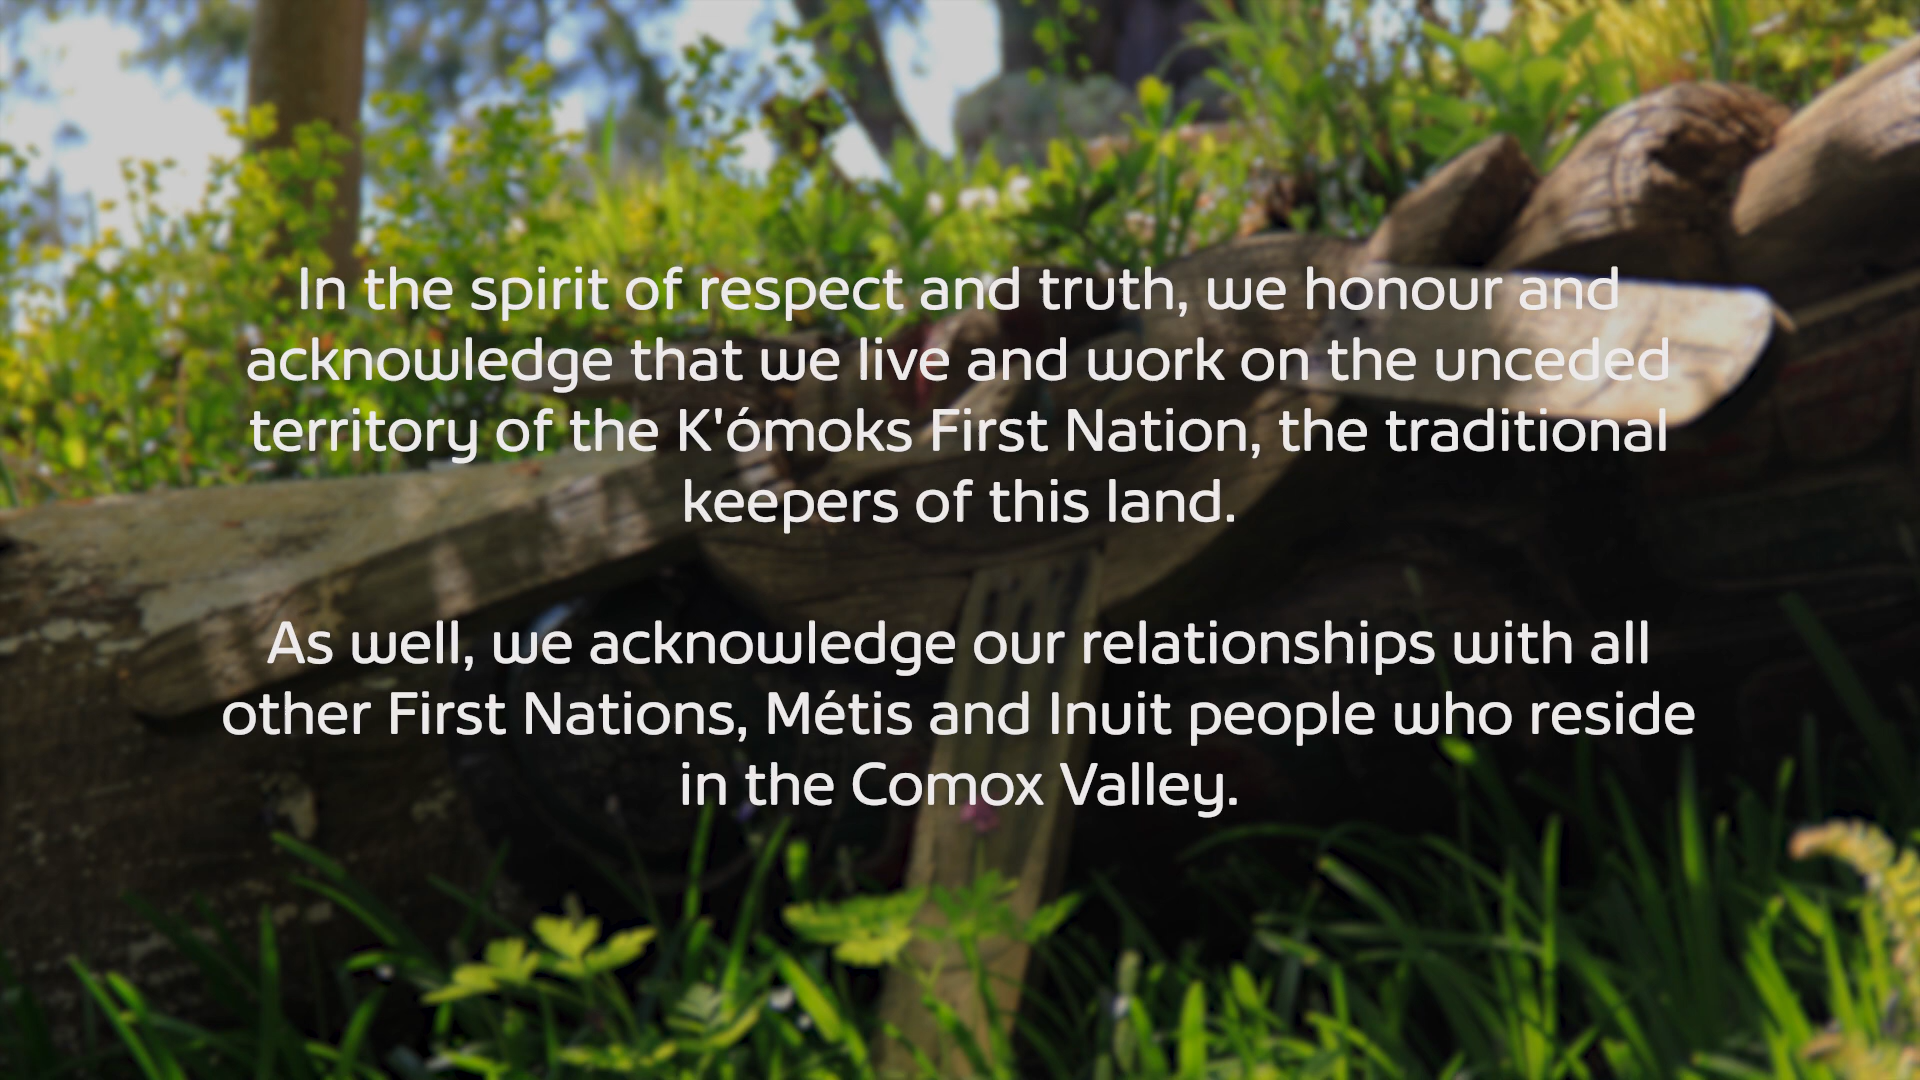 In the spirit of respect and truth, we honour and
acknowledge that we live and work on the unceded
territory of the K'ómoks First Nation, the traditional
keepers of this land.
As well, we acknowledge our relationships with all
other First Nations, Métis and Inuit people who reside
in the Comox Valley.